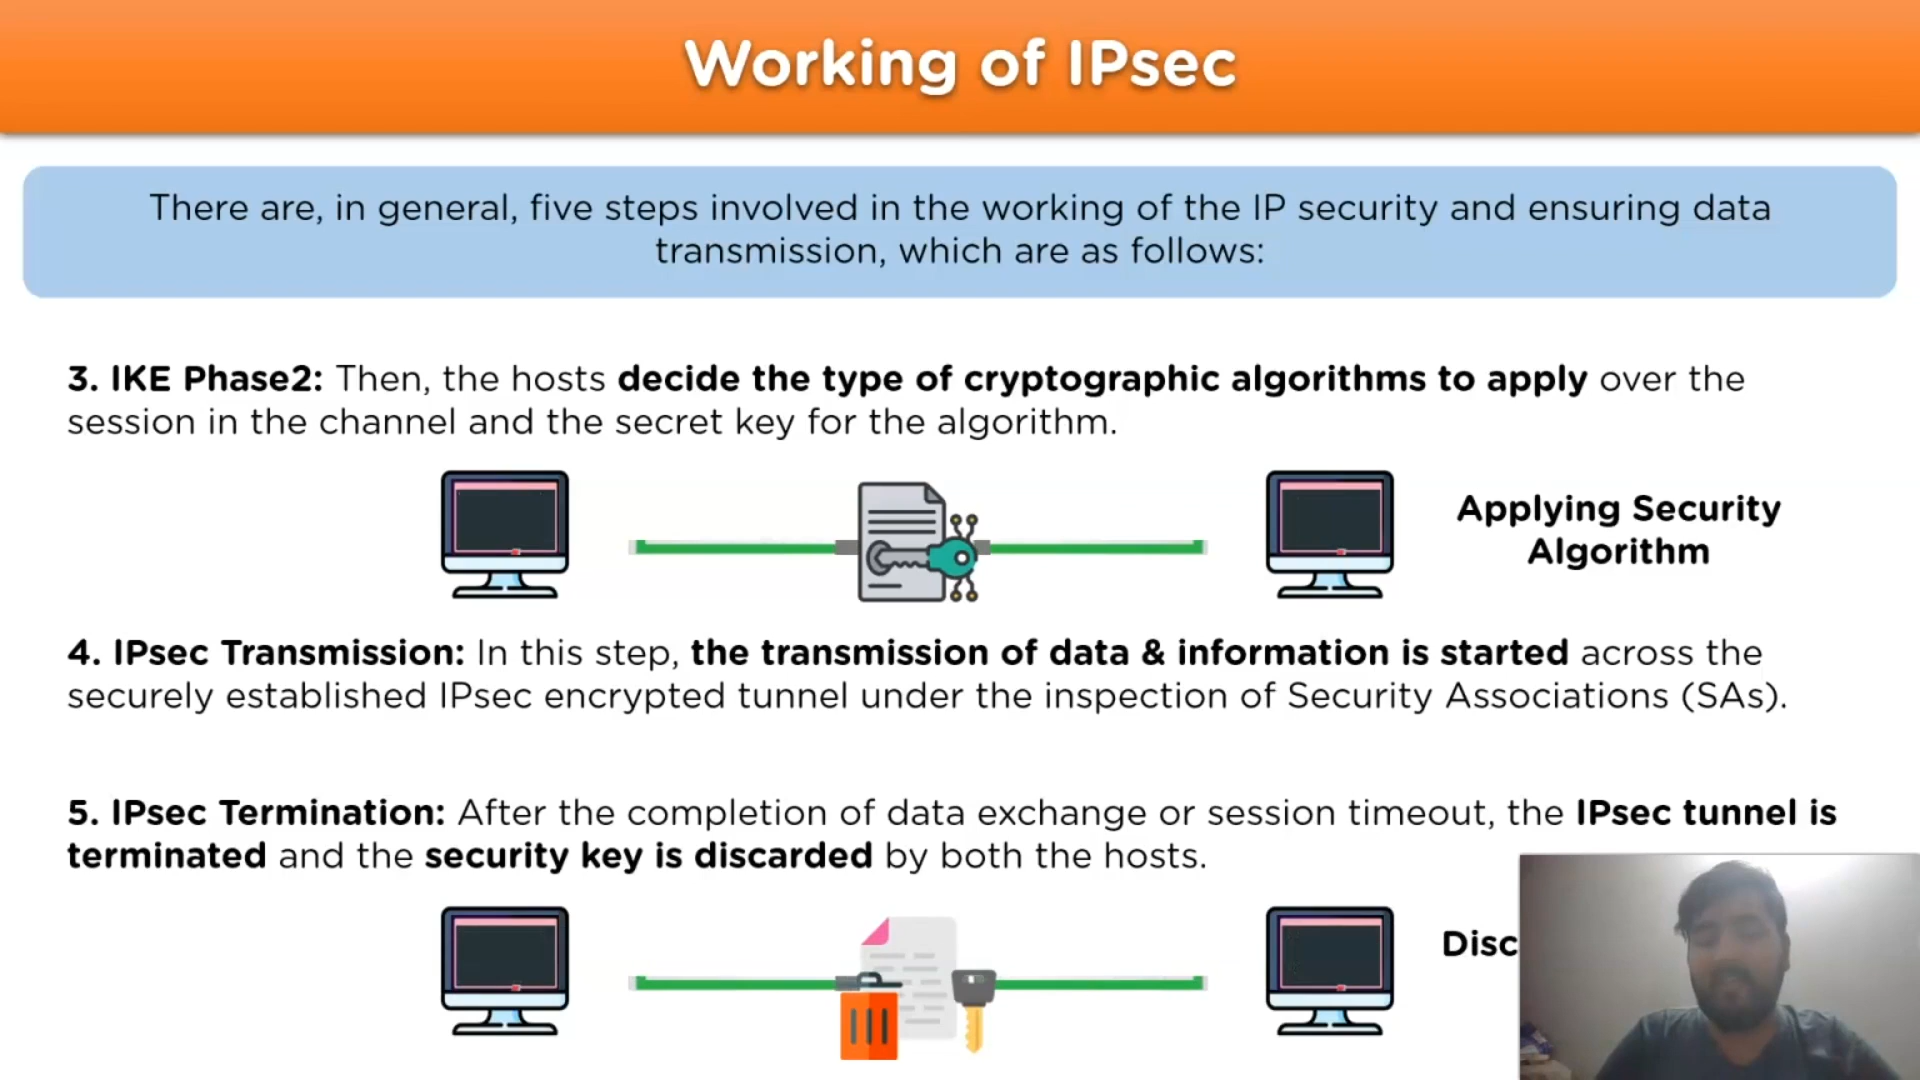 Working of IPsec
There are, in general, five steps involved in the working of the IP security and ensuring data
transmission, which are as follows:
3. IKE Phase2: Then, the hosts decide the type of cryptographic algorithms to apply over the
session in the channel and the secret key for the algorithm.
Applying Security
Algorithm
4. IPsec Transmission: In this step, the transmission of data & information is started across the
securely established IPsec encrypted tunnel under the inspection of Security Associations (SAs).
5. IPsec Termination: After the completion of data exchange or session timeout, the IPsec tunnel is
terminated and the security key is discarded by both the hosts.